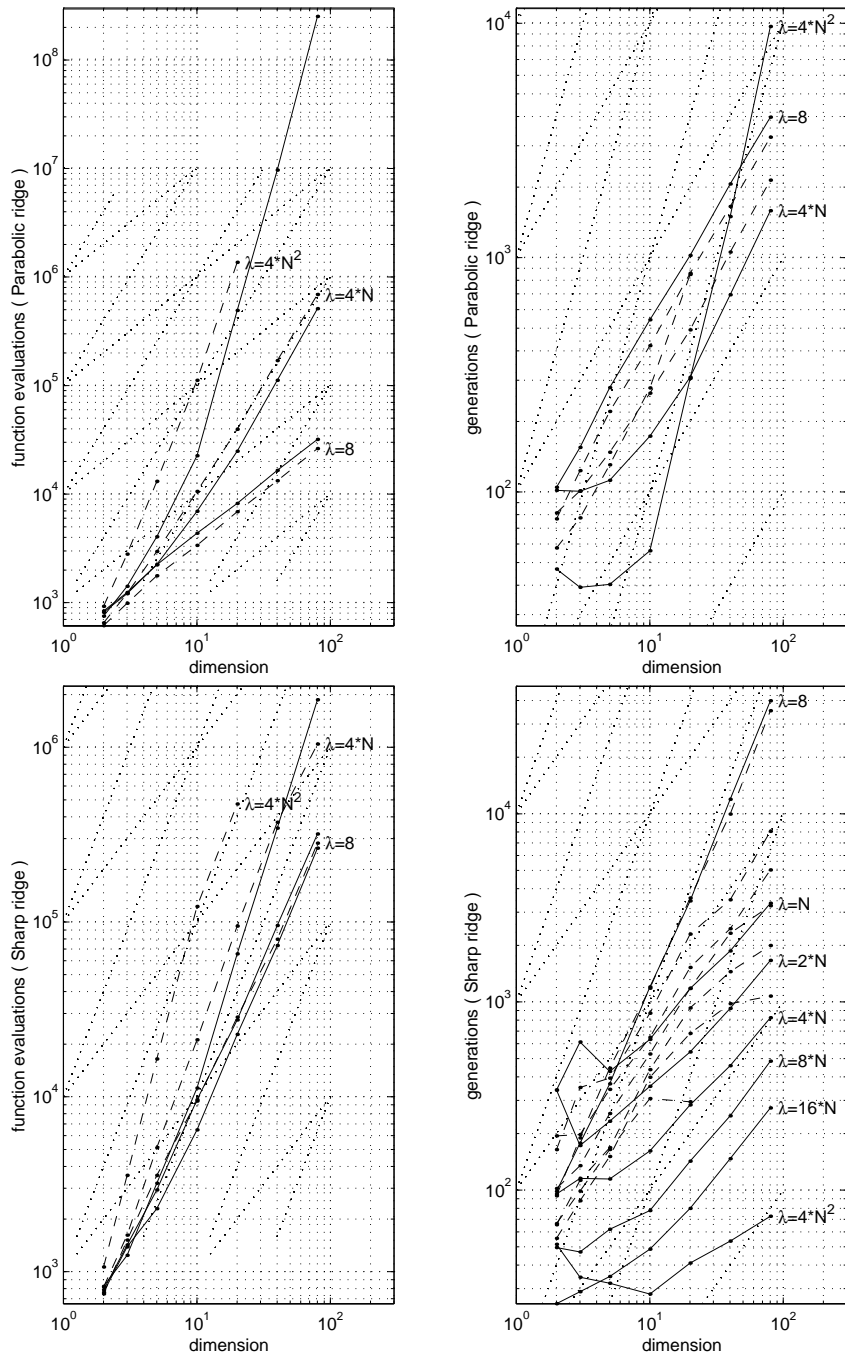 10^8
10^7
10^6
10^5
10^4
10^3
10^0
10^1
10^2
dimension
function evaluations ( Parabolic ridge )
λ=4*N^2
λ=4*N
λ=8
10^4
10^3
10^2
10^0
10^1
10^2
dimension
generations ( Parabolic ridge )
λ=4*N^2
λ=8
λ=4*N
10^6
10^5
10^4
10^3
10^0
10^1
10^2
dimension
function evaluations ( Sharp ridge )
λ=4*N
λ=4*N^2
λ=8
10^4
10^3
10^2
10^0
10^1
10^2
dimension
generations ( Sharp ridge )
λ=8
λ=N
λ=2*N
λ=4*N
λ=8*N
λ=16*N
λ=4*N^2